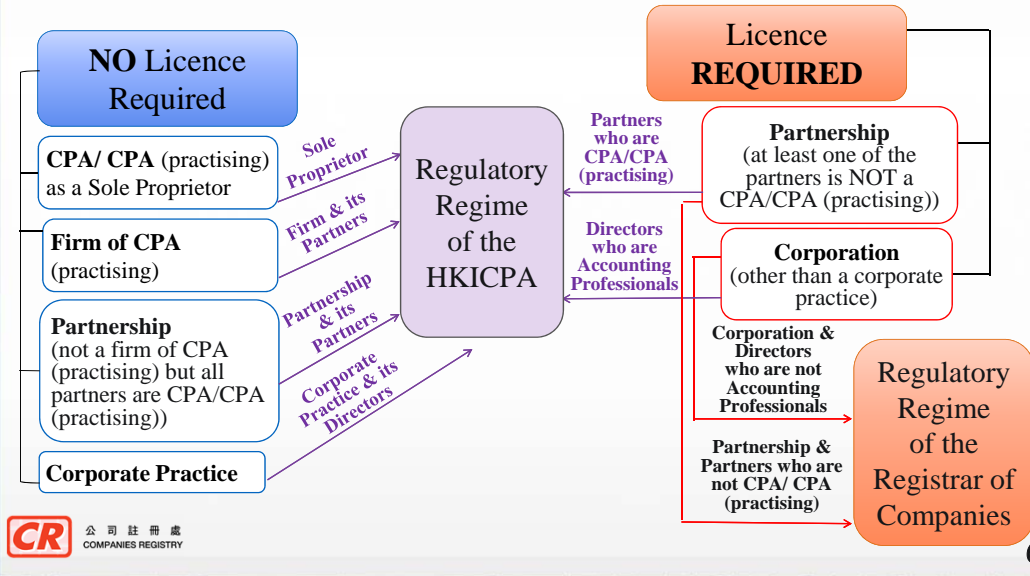 NO Licence
Required
CPA/ CPA (practising)
as a Sole Proprietor
Firm of CPA
(practising)
Partnership
(not a firm of CPA
(practising) but all
partners are CPA/CPA
(practising))
Corporate Practice
Sole
Proprietor
Firm & its
Partners
Partnership
& its
Partners
Corporate
Practice & its
Directors
Regulatory
Regime
of the
HKICPA
Partners
who are
CPA/CPA
(practising)
Directors
who are
Accounting
Professionals
Licence
REQUIRED
Partnership
(at least one of the
partners is NOT a
CPA/CPA (practising))
Corporation
(other than a corporate
practice)
Corporation &
Directors
who are not
Accounting
Professionals
Partnership &
Partners who are
not CPA/ CPA
(practising)
Regulatory
Regime
of the
Registrar of
Companies
CR
公司註冊處
COMPANIES REGISTRY